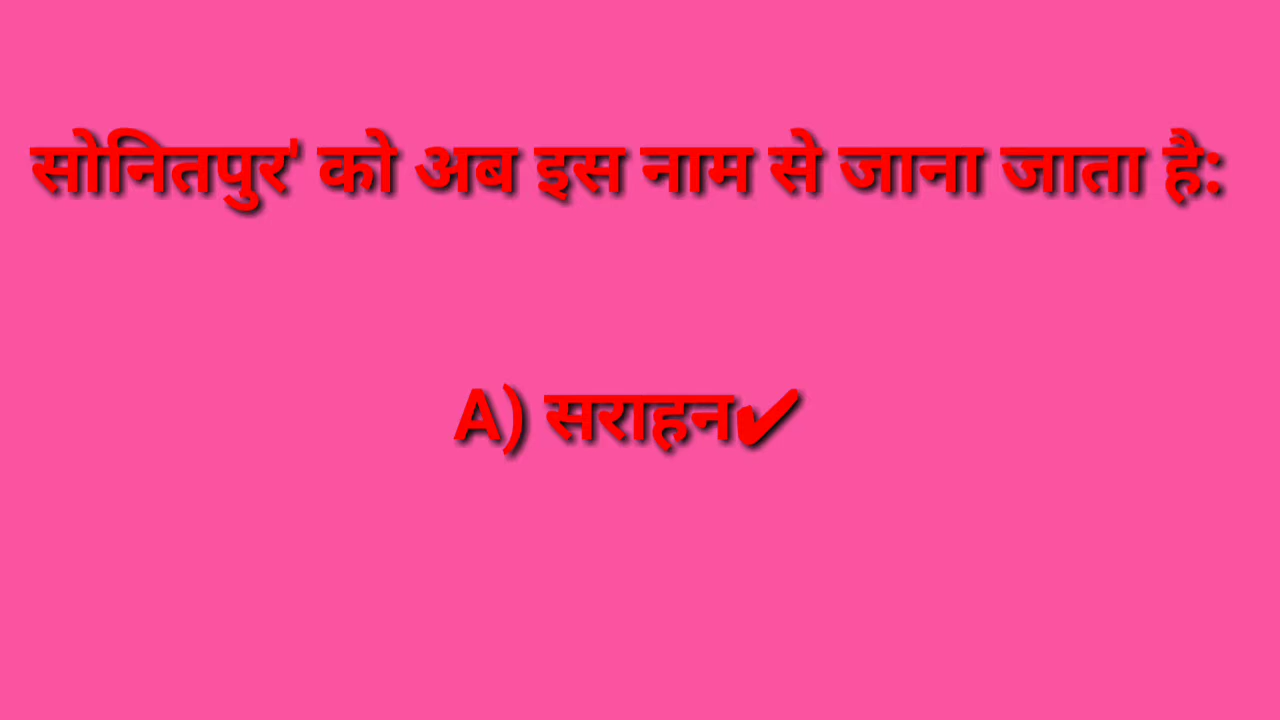 सोनितपुर' को अब इस नाम से जाना जाता है:
A) सराहन✔